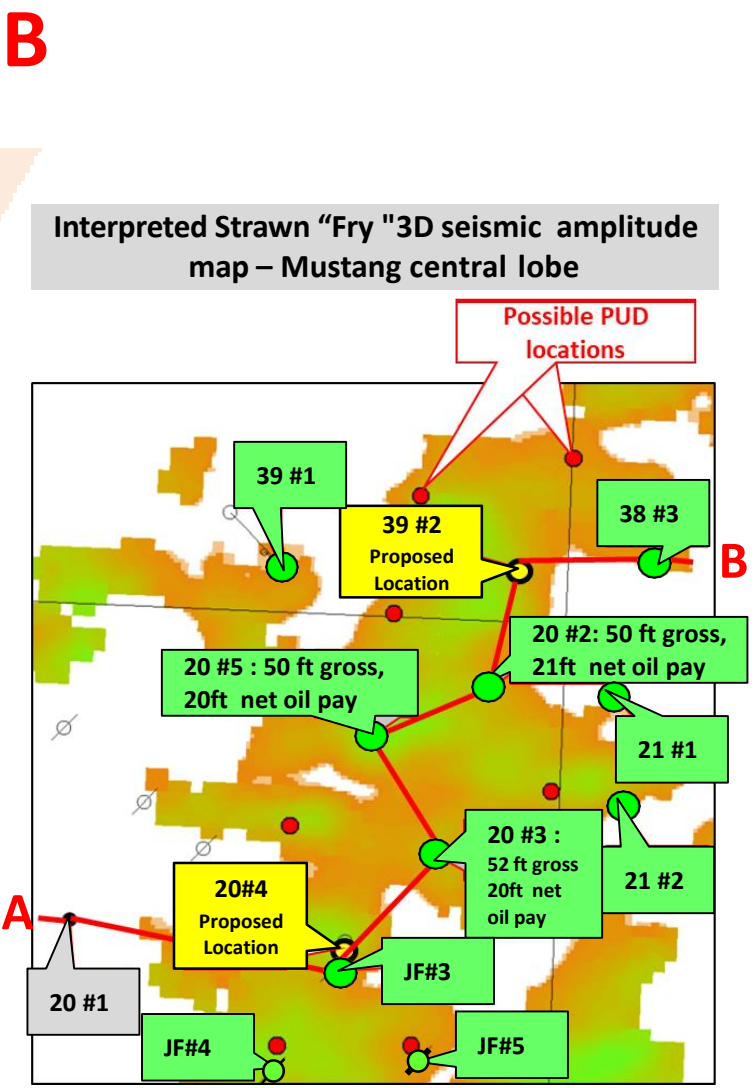 B
Interpreted Strawn “Fry "3D seismic amplitude
map – Mustang central lobe
Possible PUD
locations
39 #1
39 #2
Proposed
Location
38 #3
B
20 #2: 50 ft gross,
21ft net oil pay
20 #5 : 50 ft gross,
20ft net oil pay
21 #1
20 #3 :
52 ft gross
20ft net
oil pay
21 #2
20#4
Proposed
Location
A
JF#3
20 #1
JF#4
JF#5